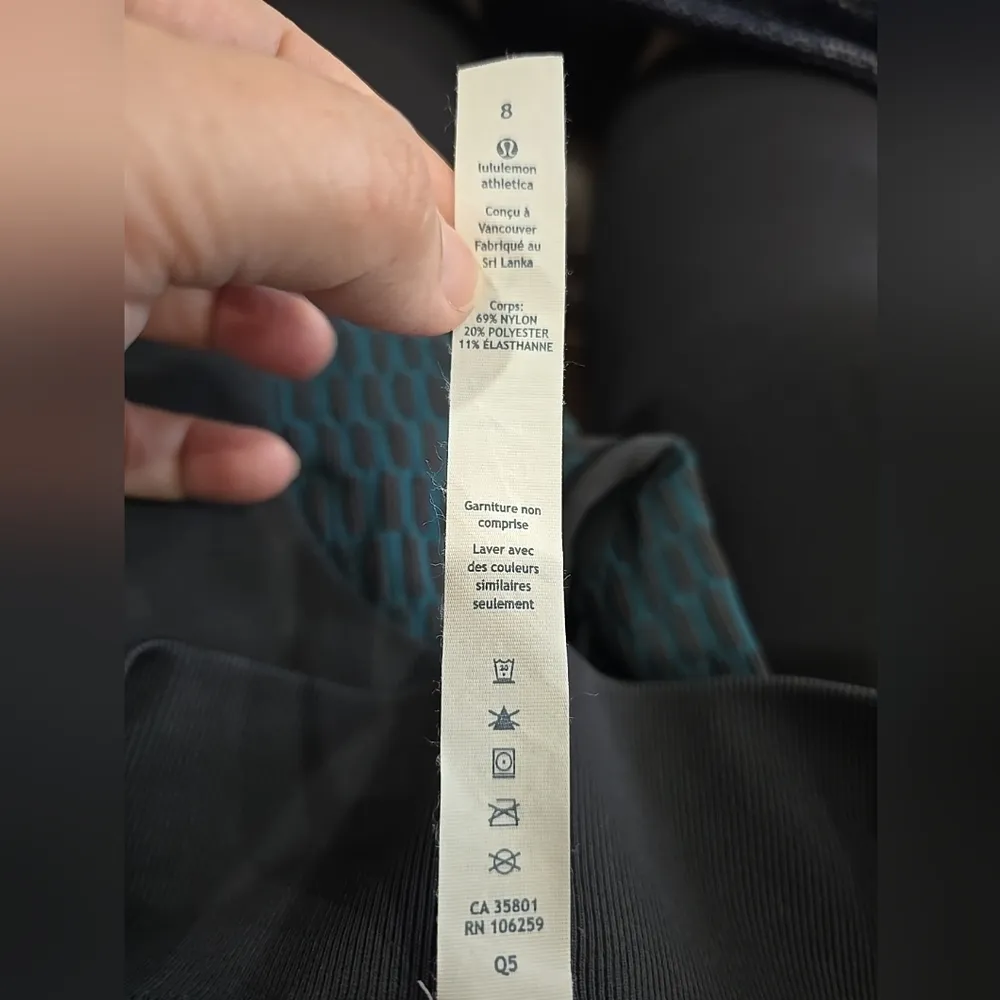 8
lululemon
athletica
Conçu à
Vancouver
Fabriqué au
Sri Lanka
Corps:
69% NYLON
20% POLYESTER
11% ÉLASTHANNE
Garniture non
comprise
Laver avec
des couleurs
similaires
seulement
30
CA 35801
RN 106259
Q5